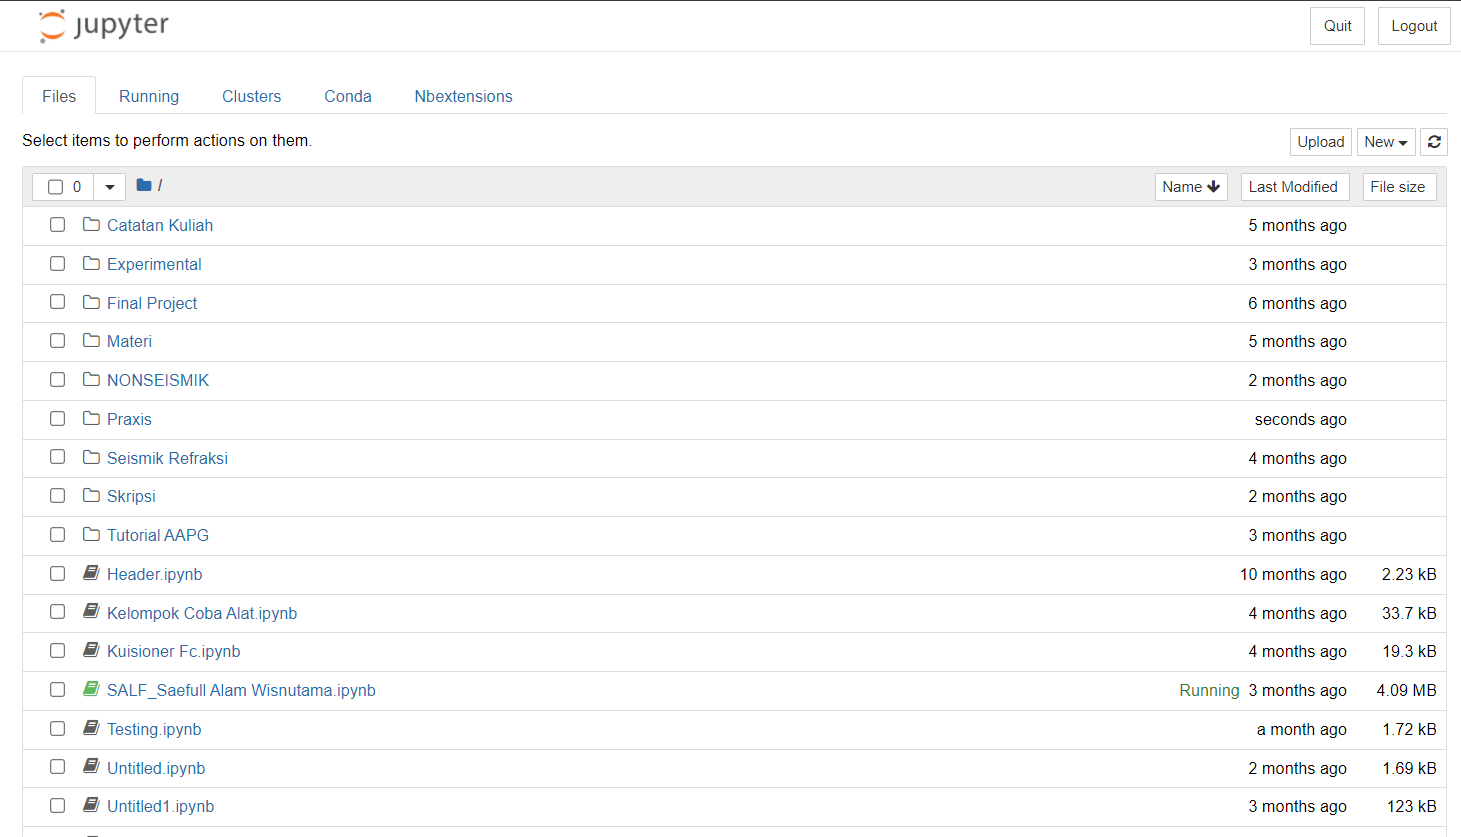 jupyter
Quit Logout
Files Running Clusters Conda Nbextensions
Select items to perform actions on them.
Upload New
0 / Name Last Modified File size
Catatan Kuliah 5 months ago
Experimental 3 months ago
Final Project 6 months ago
Materi 5 months ago
NONSEISMIK 2 months ago
Praxis seconds ago
Seismik Refraksi 4 months ago
Skripsi 2 months ago
Tutorial AAPG 3 months ago
Header.ipynb 10 months ago 2.23 kB
Kelompok Coba Alat.ipynb 4 months ago 33.7 kB
Kuisioner Fc.ipynb 4 months ago 19.3 kB
SALF_Saefull Alam Wisnutama.ipynb Running 3 months ago 4.09 MB
Testing.ipynb a month ago 1.72 kB
Untitled.ipynb 2 months ago 1.69 kB
Untitled1.ipynb 3 months ago 123 kB